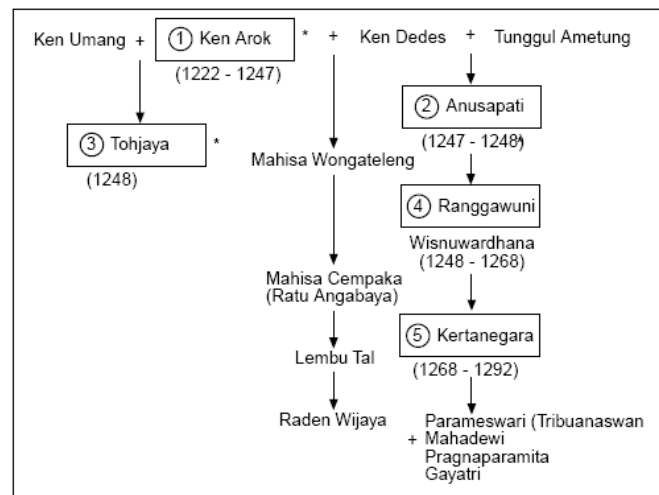 Ken Umang + ① Ken Arok * + Ken Dedes + Tunggul Ametung
(1222 - 1247)
② Anusapati
③ Tohjaya *
(1247 - 1248)*
(1248)
Mahisa Wongateleng
④ Ranggawuni
Wisnuwardhana
(1248 - 1268)
Mahisa Cempaka
(Ratu Angabaya)
⑤ Kertanegara
Lembu Tal
(1268 - 1292)
Raden Wijaya
Parameswari (Tribuanaswan
+ Mahadewi
Pragnaparamita
Gayatri